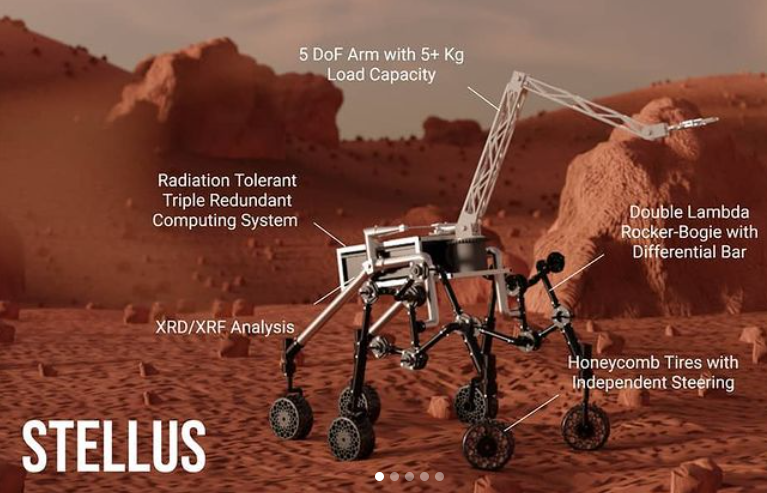 5 DoF Arm with 5+ Kg
Load Capacity
Radiation Tolerant
Triple Redundant
Computing System
Double Lambda
Rocker-Bogie with
Differential Bar
XRD/XRF Analysis
Honeycomb Tires with
Independent Steering
STELLUS